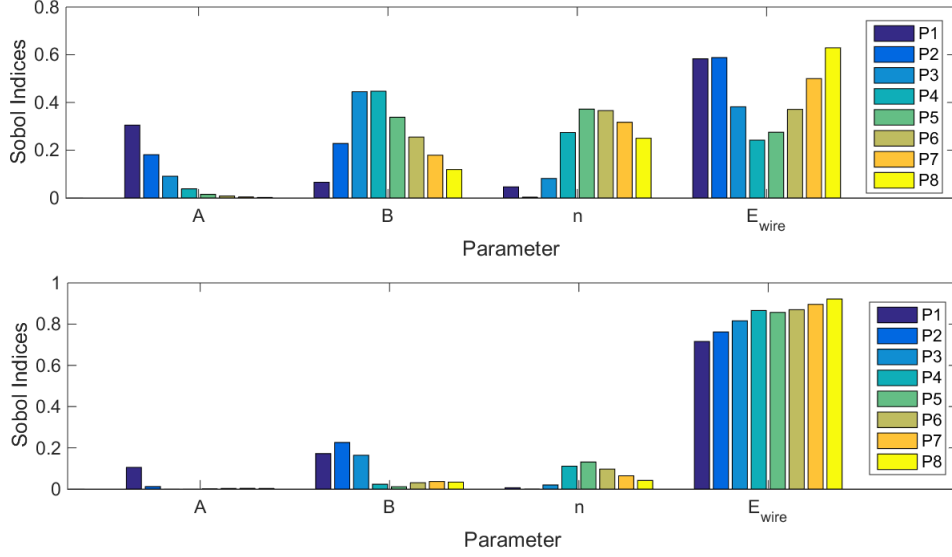 0.8
0.6
0.4
0.2
0
Sobol Indices
A
B
n
E_wire
Parameter
P1
P2
P3
P4
P5
P6
P7
P8
1
0.8
0.6
0.4
0.2
0
Sobol Indices
A
B
n
E_wire
Parameter
P1
P2
P3
P4
P5
P6
P7
P8